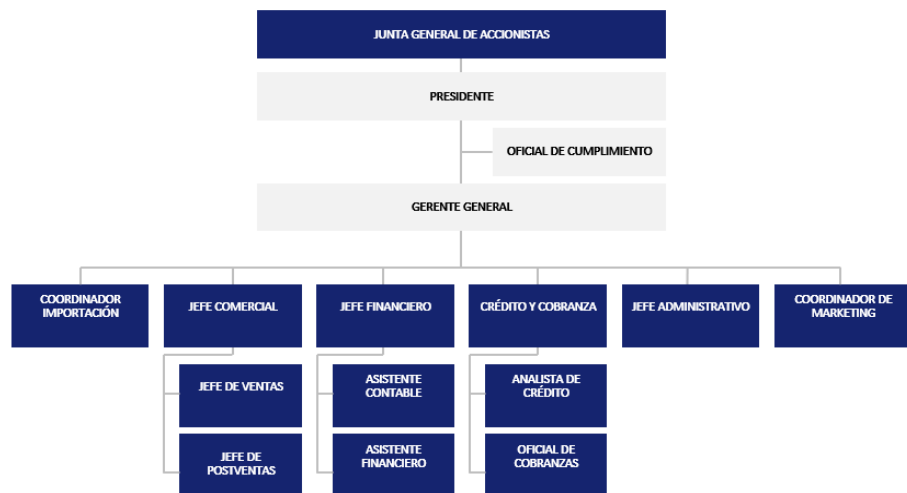 JUNTA GENERAL DE ACCIONISTAS
PRESIDENTE
OFICIAL DE CUMPLIMIENTO
GERENTE GENERAL
COORDINADOR
IMPORTACIÓN
JEFE COMERCIAL
JEFE FINANCIERO
CRÉDITO Y COBRANZA
JEFE ADMINISTRATIVO
COORDINADOR DE
MARKETING
JEFE DE VENTAS
ASISTENTE
CONTABLE
ANALISTA DE
CRÉDITO
JEFE DE
POSTVENTAS
ASISTENTE
FINANCIERO
OFICIAL DE
COBRANZAS